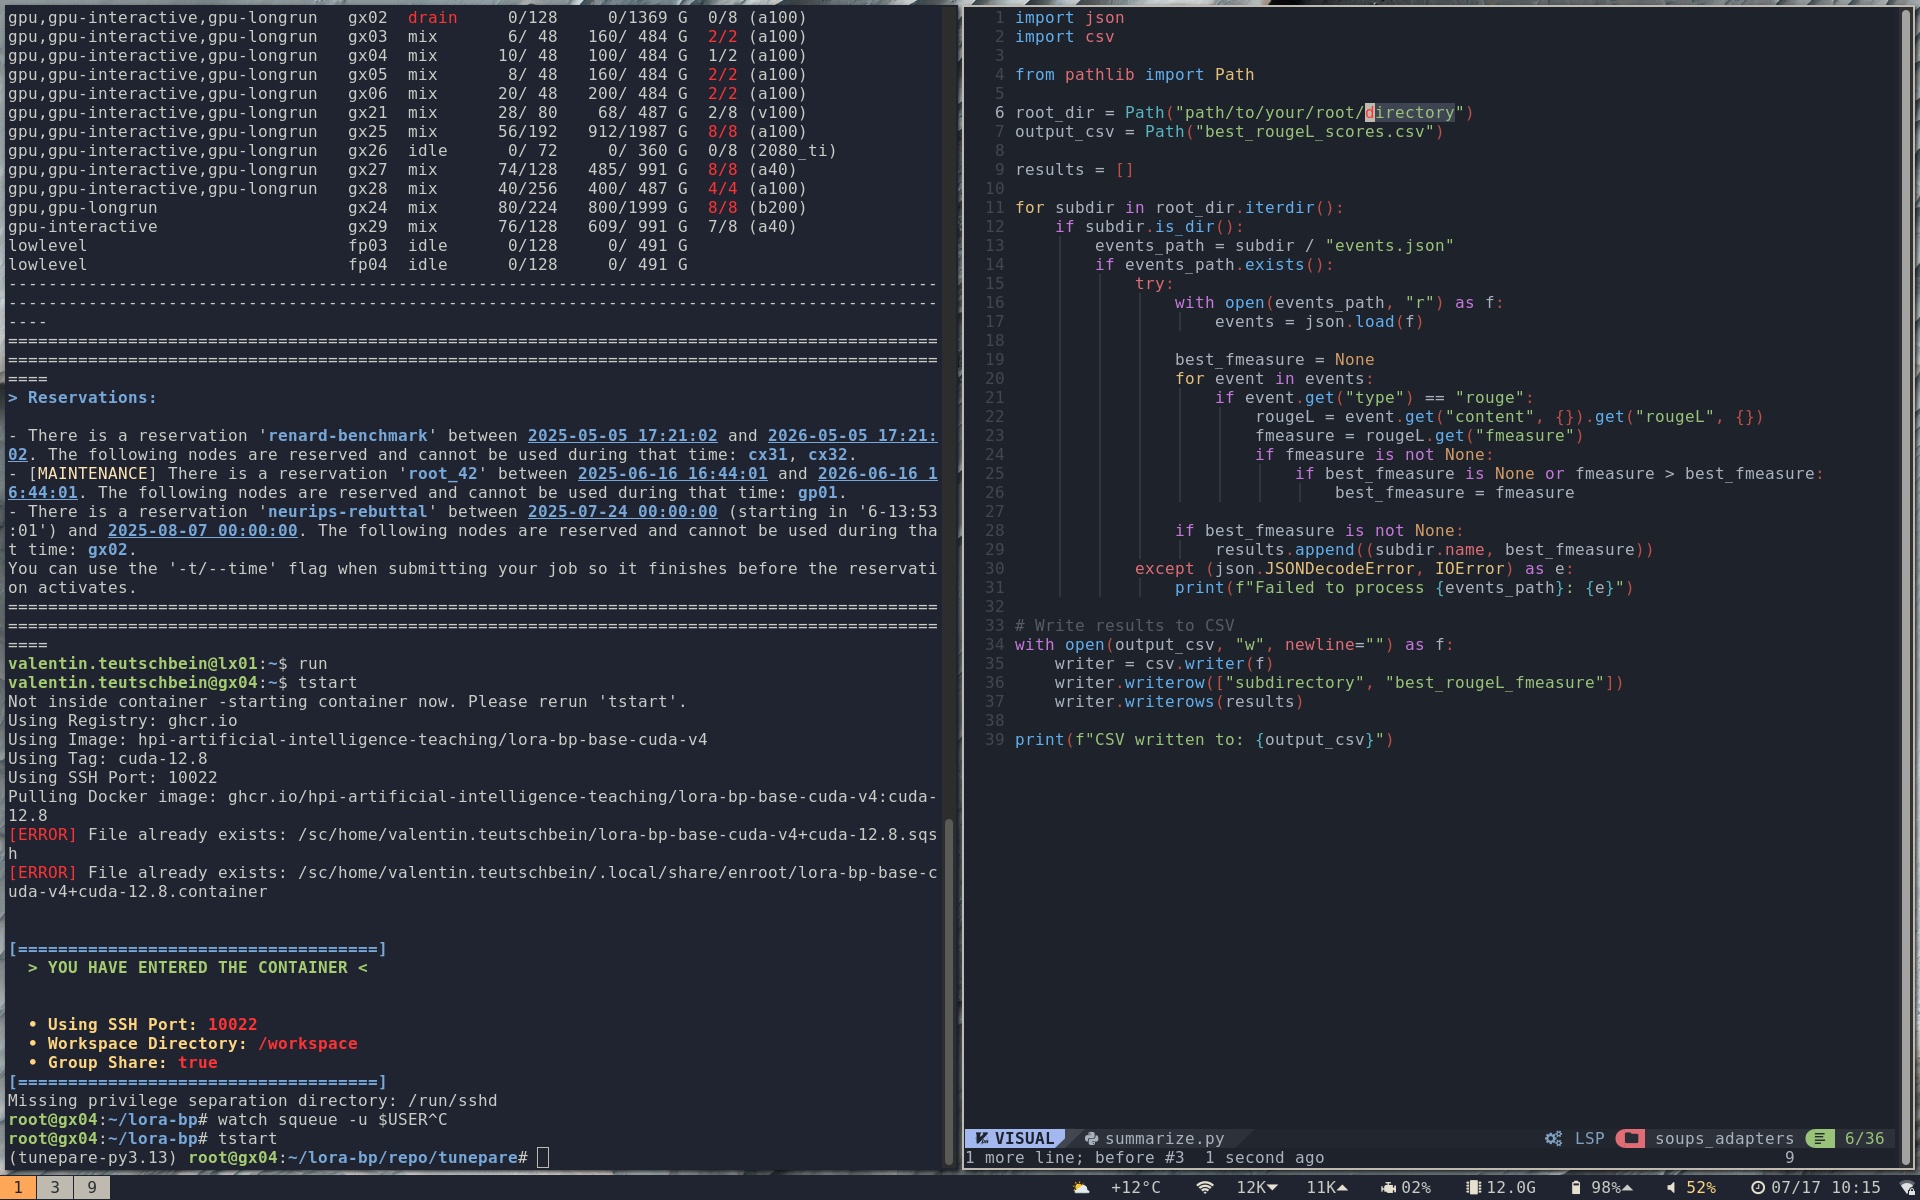 gpu,gpu-interactive,gpu-longrun   gx02  drain     0/128     0/1369 G  0/8 (a100)
gpu,gpu-interactive,gpu-longrun   gx03  mix       6/ 48   160/ 484 G  2/2 (a100)
gpu,gpu-interactive,gpu-longrun   gx04  mix      10/ 48   100/ 484 G  1/2 (a100)
gpu,gpu-interactive,gpu-longrun   gx05  mix       8/ 48   160/ 484 G  2/2 (a100)
gpu,gpu-interactive,gpu-longrun   gx06  mix      20/ 48   200/ 484 G  2/2 (a100)
gpu,gpu-interactive,gpu-longrun   gx21  mix      28/ 80    68/ 487 G  2/8 (v100)
gpu,gpu-interactive,gpu-longrun   gx25  mix      56/192   912/1987 G  8/8 (a100)
gpu,gpu-interactive,gpu-longrun   gx26  idle      0/ 72     0/ 360 G  0/8 (2080_ti)
gpu,gpu-interactive,gpu-longrun   gx27  mix      74/128   485/ 991 G  8/8 (a40)
gpu,gpu-interactive,gpu-longrun   gx28  mix      40/256   400/ 487 G  4/4 (a100)
gpu,gpu-longrun                   gx24  mix      80/224   800/1999 G  8/8 (b200)
gpu-interactive                   gx29  mix      76/128   609/ 991 G  7/8 (a40)
lowlevel                          fp03  idle      0/128     0/ 491 G
lowlevel                          fp04  idle      0/128     0/ 491 G
---------------------------------------------------------------------------------------------
---------------------------------------------------------------------------------------------
----
=============================================================================================
=============================================================================================
====
> Reservations:
- There is a reservation 'renard-benchmark' between 2025-05-05 17:21:02 and 2026-05-05 17:21:
02. The following nodes are reserved and cannot be used during that time: cx31, cx32.
- [MAINTENANCE] There is a reservation 'root_42' between 2025-06-16 16:44:01 and 2026-06-16 1
6:44:01. The following nodes are reserved and cannot be used during that time: gp01.
- There is a reservation 'neurips-rebuttal' between 2025-07-24 00:00:00 (starting in '6-13:53
:01') and 2025-08-07 00:00:00. The following nodes are reserved and cannot be used during tha
t time: gx02.
You can use the '-t/--time' flag when submitting your job so it finishes before the reservati
on activates.
=============================================================================================
=============================================================================================
====
valentin.teutschbein@lx01:~$ run
valentin.teutschbein@gx04:~$ tstart
Not inside container -starting container now. Please rerun 'tstart'.
Using Registry: ghcr.io
Using Image: hpi-artificial-intelligence-teaching/lora-bp-base-cuda-v4
Using Tag: cuda-12.8
Using SSH Port: 10022
Pulling Docker image: ghcr.io/hpi-artificial-intelligence-teaching/lora-bp-base-cuda-v4:cuda-
12.8
[ERROR] File already exists: /sc/home/valentin.teutschbein/lora-bp-base-cuda-v4+cuda-12.8.sqs
h
[ERROR] File already exists: /sc/home/valentin.teutschbein/.local/share/enroot/lora-bp-base-c
uda-v4+cuda-12.8.container
[====================================]
> YOU HAVE ENTERED THE CONTAINER <
• Using SSH Port: 10022
• Workspace Directory: /workspace
• Group Share: true
[====================================]
Missing privilege separation directory: /run/sshd
root@gx04:~/lora-bp# watch squeue -u $USER^C
root@gx04:~/lora-bp# tstart
(tunepare-py3.13) root@gx04:~/lora-bp/repo/tunepare#
1 import json
2 import csv
3
4 from pathlib import Path
5
6 root_dir = Path("path/to/your/root/directory")
7 output_csv = Path("best_rougeL_scores.csv")
8
9 results = []
10
11 for subdir in root_dir.iterdir():
12     if subdir.is_dir():
13         events_path = subdir / "events.json"
14         if events_path.exists():
15             try:
16                 with open(events_path, "r") as f:
17                     events = json.load(f)
18
19                 best_fmeasure = None
20                 for event in events:
21                     if event.get("type") == "rouge":
22                         rougeL = event.get("content", {}).get("rougeL", {})
23                         fmeasure = rougeL.get("fmeasure")
24                         if fmeasure is not None:
25                             if best_fmeasure is None or fmeasure > best_fmeasure:
26                                 best_fmeasure = fmeasure
27
28                 if best_fmeasure is not None:
29                     results.append((subdir.name, best_fmeasure))
30             except (json.JSONDecodeError, IOError) as e:
31                 print(f"Failed to process {events_path}: {e}")
32
33 # Write results to CSV
34 with open(output_csv, "w", newline="") as f:
35     writer = csv.writer(f)
36     writer.writerow(["subdirectory", "best_rougeL_fmeasure"])
37     writer.writerows(results)
38
39 print(f"CSV written to: {output_csv}")
VISUAL summarize.py LSP soups_adapters 6/36
1 more line; before #3  1 second ago 9
1 3 9 +12°C 12K 11K 02% 12.0G 98% 52% 07/17 10:15